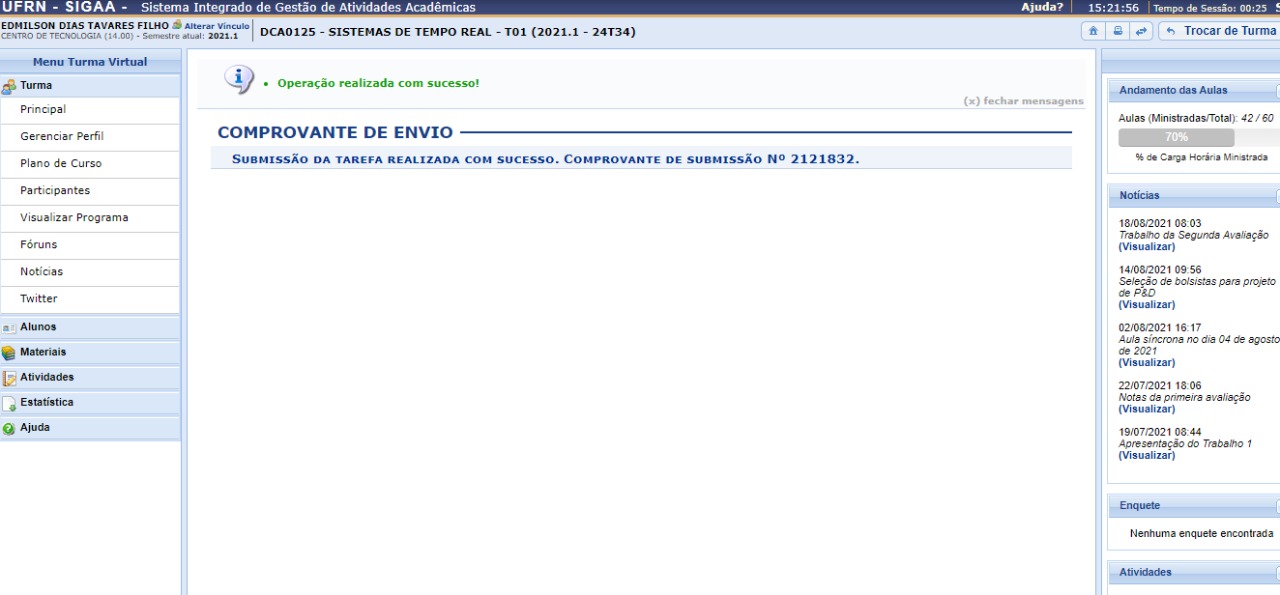 UFRN - SIGAA - Sistema Integrado de Gestão de Atividades Acadêmicas
Ajuda? 15:21:56 Tempo de Sessão: 00:25 S
EDMILSON DIAS TAVARES FILHO Alterar Vínculo
CENTRO DE TECNOLOGIA (14.00) - Semestre atual: 2021.1
DCA0125 - SISTEMAS DE TEMPO REAL - T01 (2021.1 - 24T34)
Trocar de Turma
Menu Turma Virtual
Turma
Principal
Gerenciar Perfil
Plano de Curso
Participantes
Visualizar Programa
Fóruns
Notícias
Twitter
Alunos
Materiais
Atividades
Estatística
Ajuda
• Operação realizada com sucesso!
(x) fechar mensagens
COMPROVANTE DE ENVIO
SUBMISSÃO DA TAREFA REALIZADA COM SUCESSO. COMPROVANTE DE SUBMISSÃO Nº 2121832.
Andamento das Aulas
Aulas (Ministradas/Total): 42 / 60
70%
% de Carga Horária Ministrada
Notícias
18/08/2021 08:03
Trabalho da Segunda Avaliação
(Visualizar)
14/08/2021 09:56
Seleção de bolsistas para projeto
de P&D
(Visualizar)
02/08/2021 16:17
Aula síncrona no dia 04 de agosto
de 2021
(Visualizar)
22/07/2021 18:06
Notas da primeira avaliação
(Visualizar)
19/07/2021 08:44
Apresentação do Trabalho 1
(Visualizar)
Enquete
Nenhuma enquete encontrada
Atividades